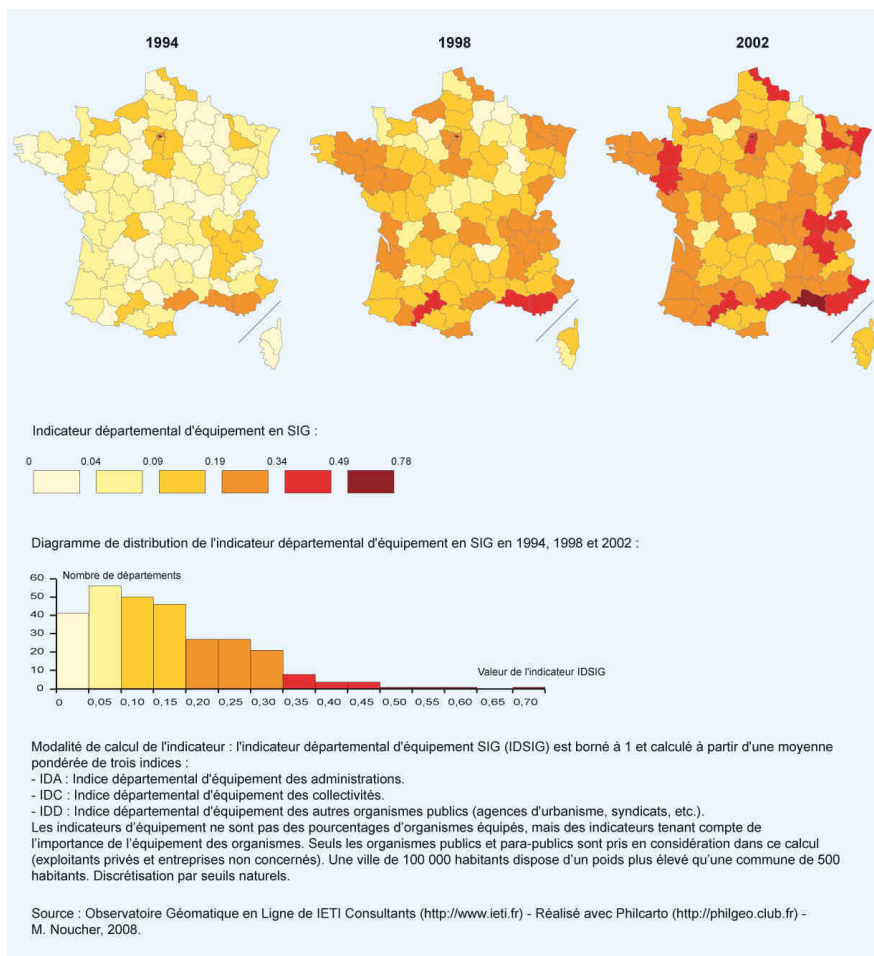 1994
1998
2002
Indicateur départemental d'équipement en SIG :
0 0.04 0.09 0.19 0.34 0.49 0.78
Diagramme de distribution de l'indicateur départemental d'équipement en SIG en 1994, 1998 et 2002 :
Nombre de départements
60
50
40
30
20
10
0
Valeur de l'indicateur IDSIG
0 0,05 0,10 0,15 0,20 0,25 0,30 0,35 0,40 0,45 0,50 0,55 0,60 0,65 0,70
Modalité de calcul de l'indicateur : l'indicateur départemental d'équipement SIG (IDSIG) est borné à 1 et calculé à partir d'une moyenne
pondérée de trois indices :
- IDA : Indice départemental d'équipement des administrations.
- IDC : Indice départemental d'équipement des collectivités.
- IDD : Indice départemental d'équipement des autres organismes publics (agences d'urbanisme, syndicats, etc.).
Les indicateurs d'équipement ne sont pas des pourcentages d'organismes équipés, mais des indicateurs tenant compte de
l'importance de l'équipement des organismes. Seuls les organismes publics et para-publics sont pris en considération dans ce calcul
(exploitants privés et entreprises non concernés). Une ville de 100 000 habitants dispose d'un poids plus élevé qu'une commune de 500
habitants. Discrétisation par seuils naturels.
Source : Observatoire Géomatique en Ligne de IETI Consultants (http://www.ieti.fr) - Réalisé avec Philcarto (http://philgeo.club.fr) -
M. Noucher, 2008.